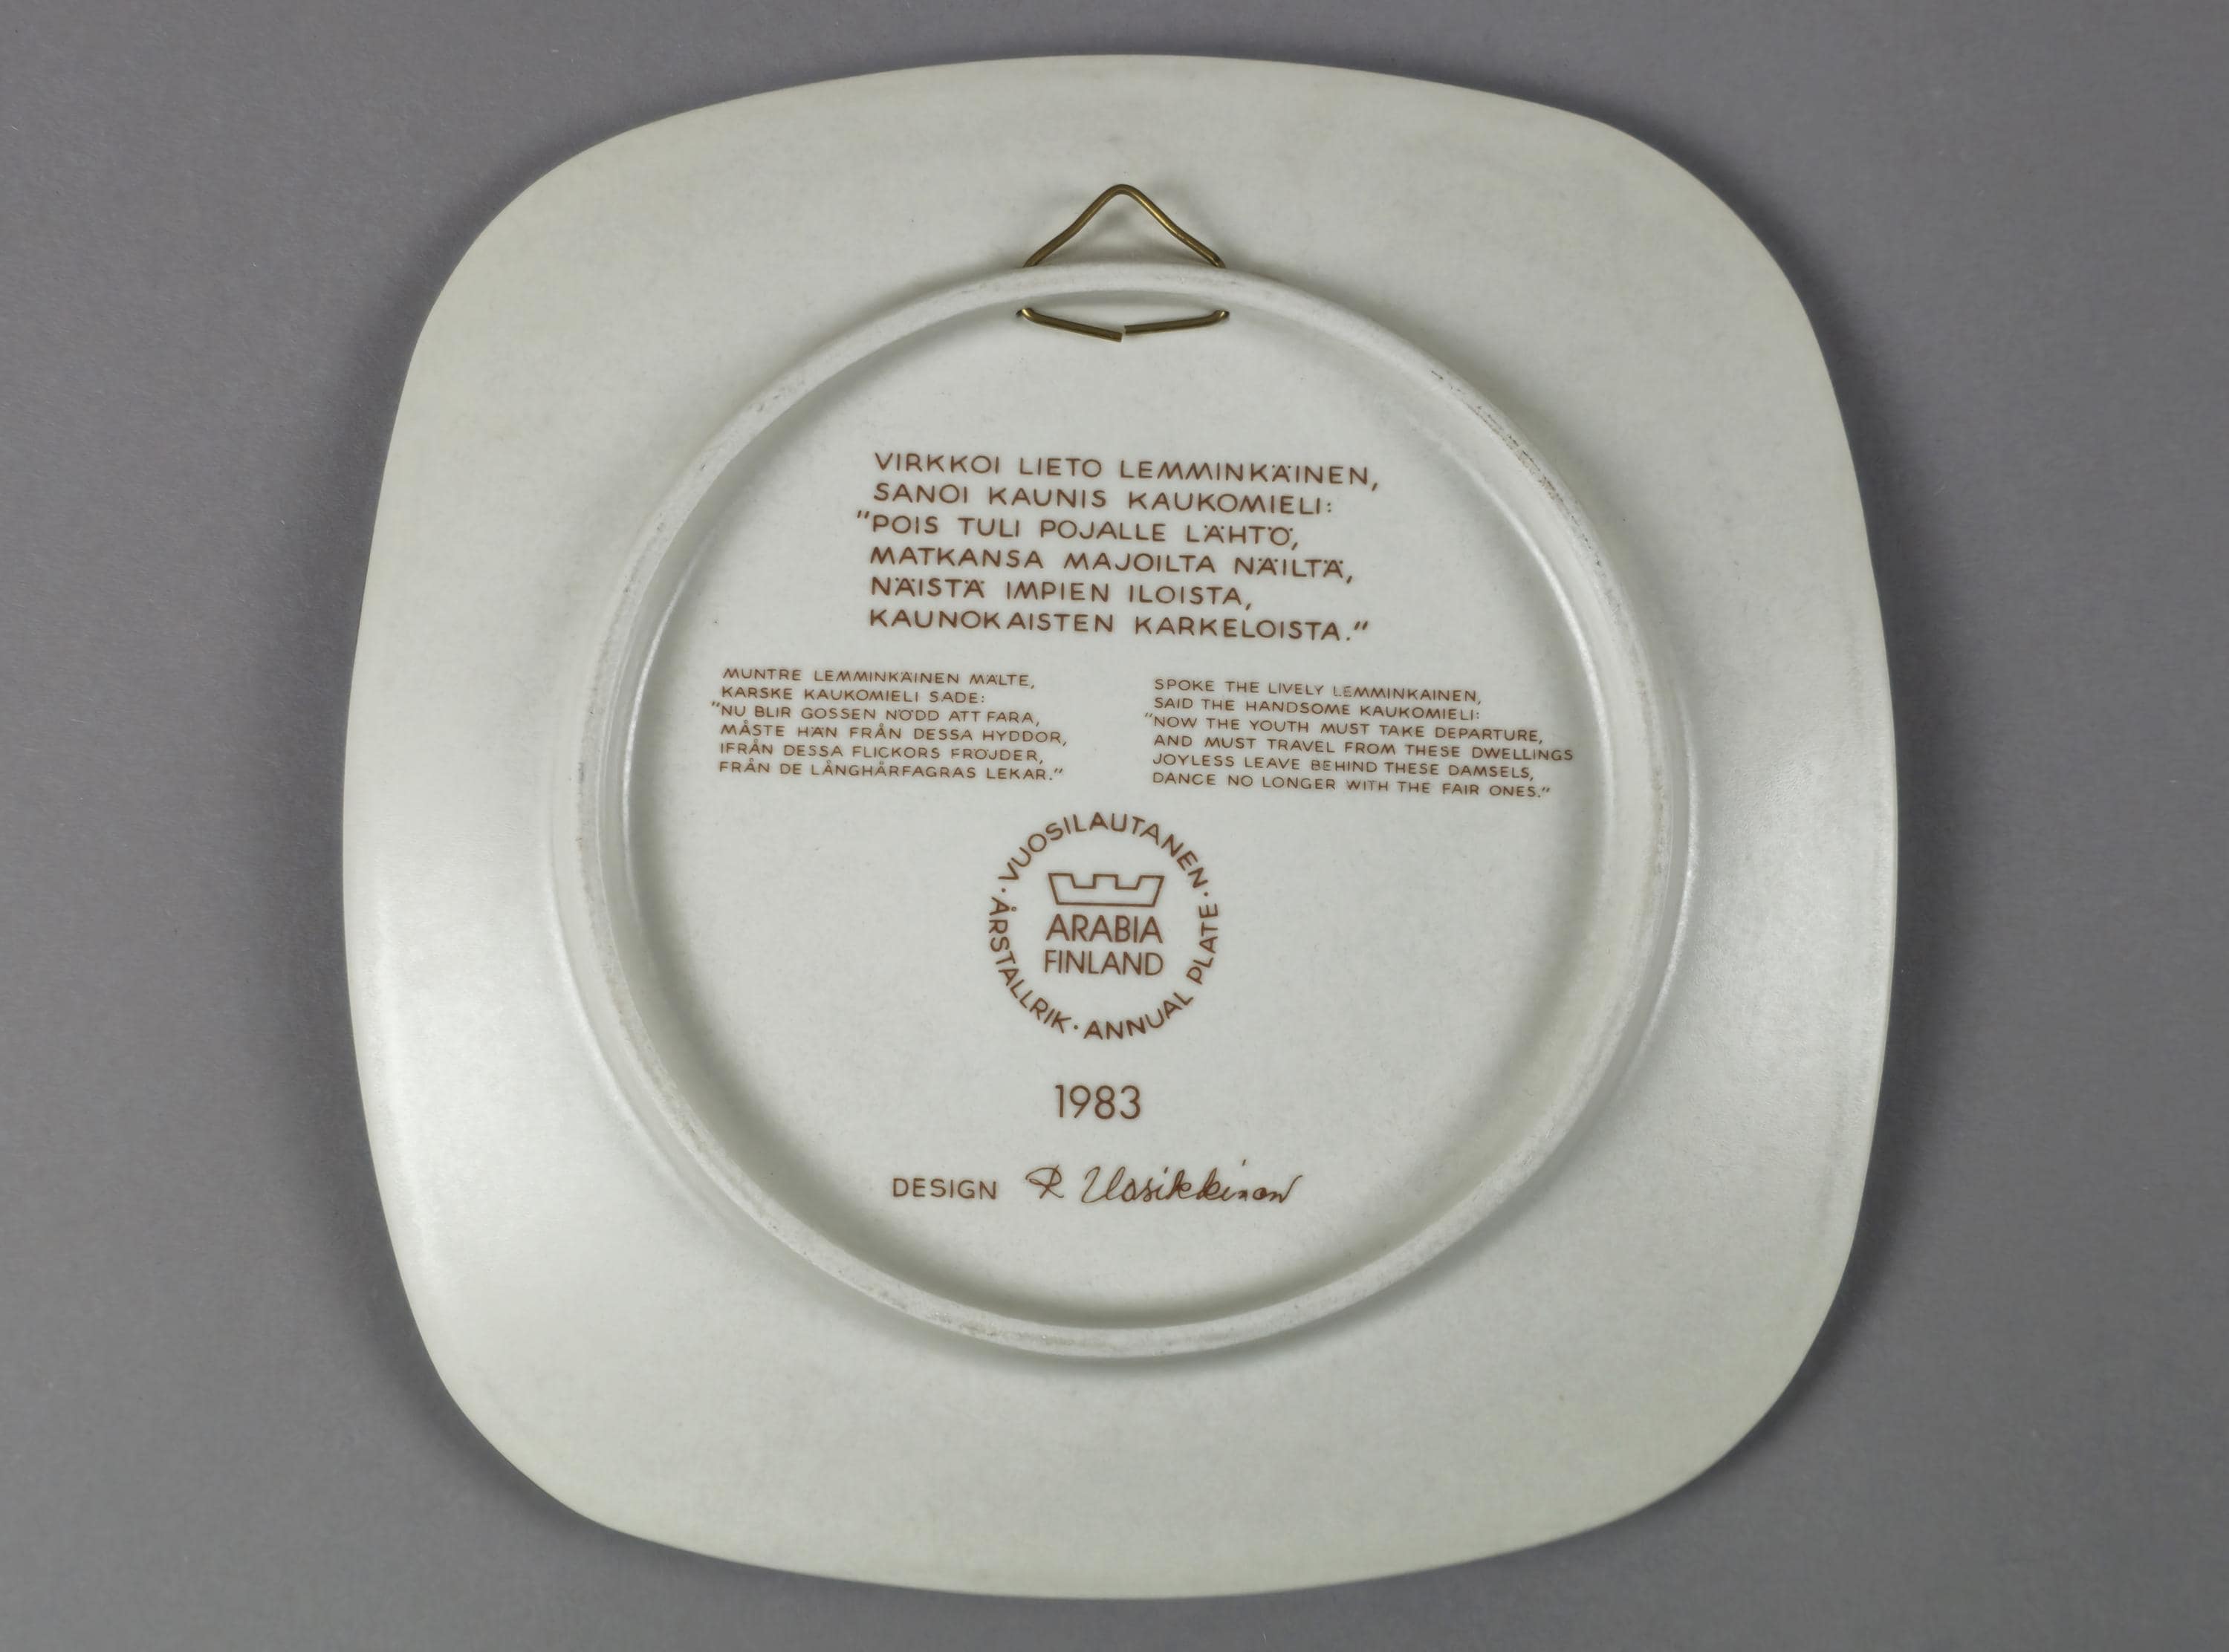 VIRKKOI LIETO LEMMINKÄINEN,
SANOI KAUNIS KAUKOMIELI:
"POIS TULI POJALLE LÄHTÖ,
MATKANSA MAJOILTA NÄILTÄ,
NÄISTÄ IMPIEN ILOISTA,
KAUNOKAISTEN KARKELOISTA."
MUNTRE LEMMINKÄINEN MÄLTE,
KARSKE KAUKOMIELI SADE:
"NU BLIR GOSSEN NÖDD ATT FARA,
MÅSTE HÄN FRÅN DESSA HYDDOR,
IFRÅN DESSA FLICKORS FRÖJDER,
FRÅN DE LÅNGHÅRFAGRAS LEKAR."
SPOKE THE LIVELY LEMMINKAINEN,
SAID THE HANDSOME KAUKOMIELI:
"NOW THE YOUTH MUST TAKE DEPARTURE,
AND MUST TRAVEL FROM THESE DWELLINGS
JOYLESS LEAVE BEHIND THESE DAMSELS,
DANCE NO LONGER WITH THE FAIR ONES."
· VUOSILAUTANEN · ANNUAL PLATE · ÅRSTALLRIK
ARABIA
FINLAND
1983
DESIGN R Uosikkinen